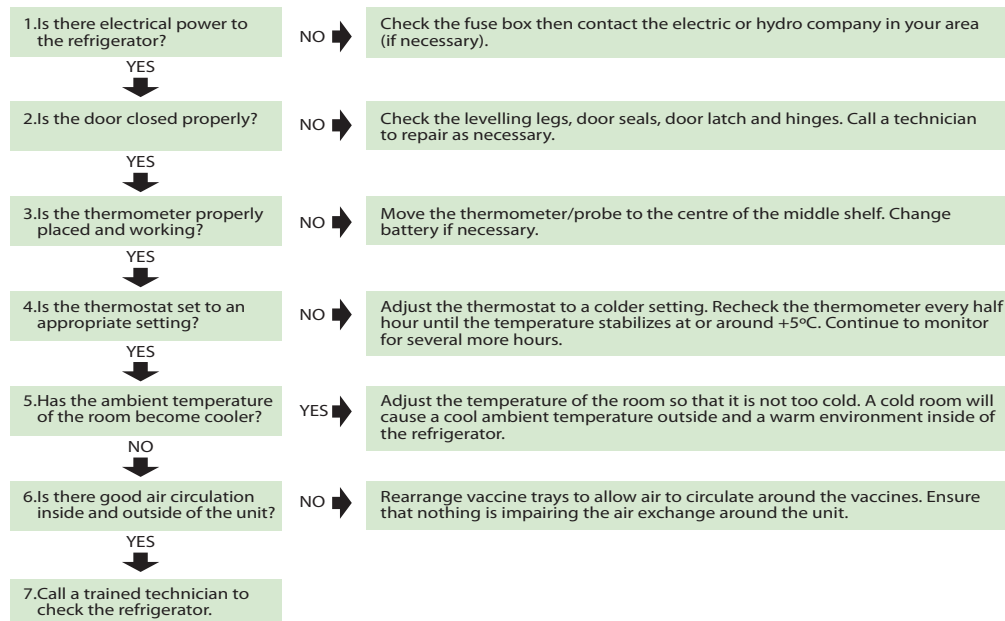 1.Is there electrical power to
the refrigerator?
NO
Check the fuse box then contact the electric or hydro company in your area
(if necessary).
YES
2.Is the door closed properly?
NO
Check the levelling legs, door seals, door latch and hinges. Call a technician
to repair as necessary.
YES
3.Is the thermometer properly
placed and working?
NO
Move the thermometer/probe to the centre of the middle shelf. Change
battery if necessary.
YES
4.Is the thermostat set to an
appropriate setting?
NO
Adjust the thermostat to a colder setting. Recheck the thermometer every half
hour until the temperature stabilizes at or around +5ºC. Continue to monitor
for several more hours.
YES
5.Has the ambient temperature
of the room become cooler?
YES
Adjust the temperature of the room so that it is not too cold. A cold room will
cause a cool ambient temperature outside and a warm environment inside of
the refrigerator.
NO
6.Is there good air circulation
inside and outside of the unit?
NO
Rearrange vaccine trays to allow air to circulate around the vaccines. Ensure
that nothing is impairing the air exchange around the unit.
YES
7.Call a trained technician to
check the refrigerator.